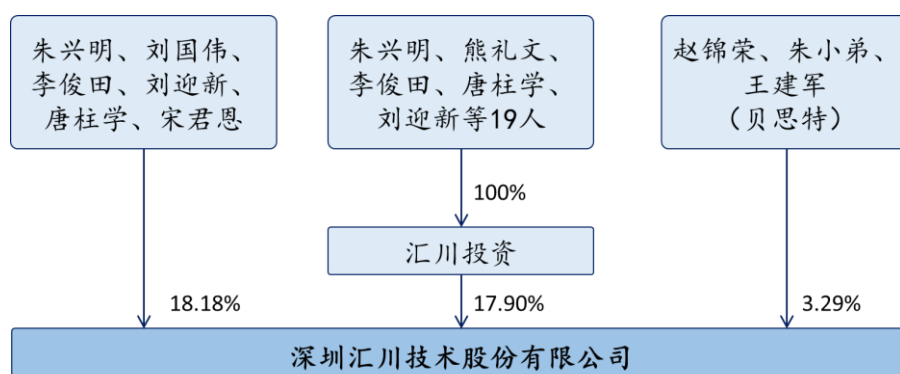 朱兴明、刘国伟、
李俊田、刘迎新、
唐柱学、宋君恩
朱兴明、熊礼文、
李俊田、唐柱学、
刘迎新等19人
赵锦荣、朱小弟、
王建军
（贝思特）
100%
汇川投资
18.18%
17.90%
3.29%
深圳汇川技术股份有限公司